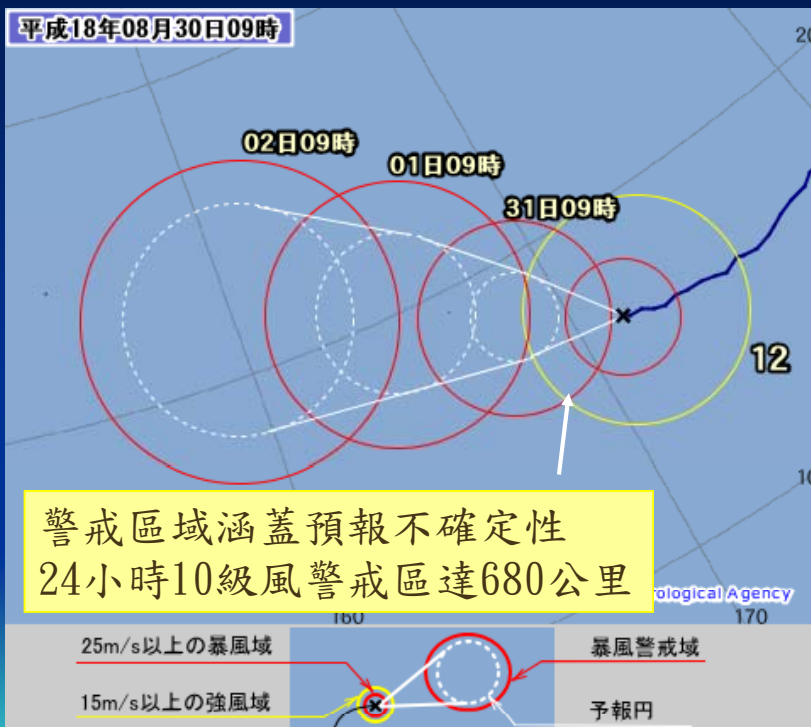 平成18年08月30日09時
20
02日09時
01日09時
31日09時
12
10
警戒區域涵蓋預報不確定性
24小時10級風警戒區達680公里
rological Agency
160
170
25m/s以上の暴風域
暴風警戒域
15m/s以上の強風域
予報円